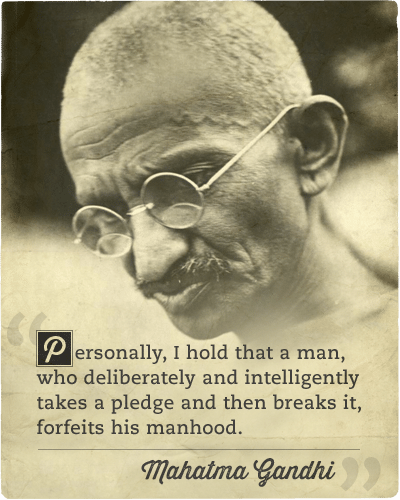 Personally, I hold that a man,
who deliberately and intelligently
takes a pledge and then breaks it,
forfeits his manhood.
Mahatma Gandhi